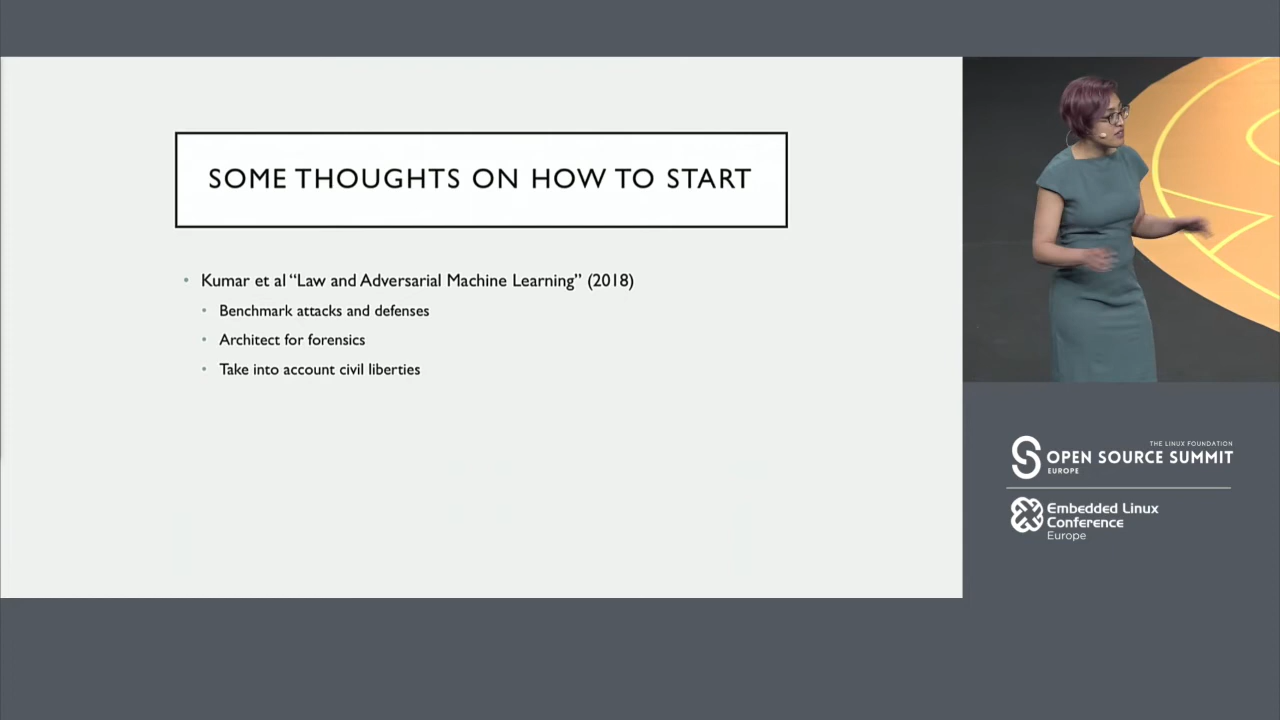 SOME THOUGHTS ON HOW TO START
• Kumar et al “Law and Adversarial Machine Learning” (2018)
• Benchmark attacks and defenses
• Architect for forensics
• Take into account civil liberties
THE LINUX FOUNDATION
OPEN SOURCE SUMMIT
EUROPE
Embedded Linux
Conference
Europe